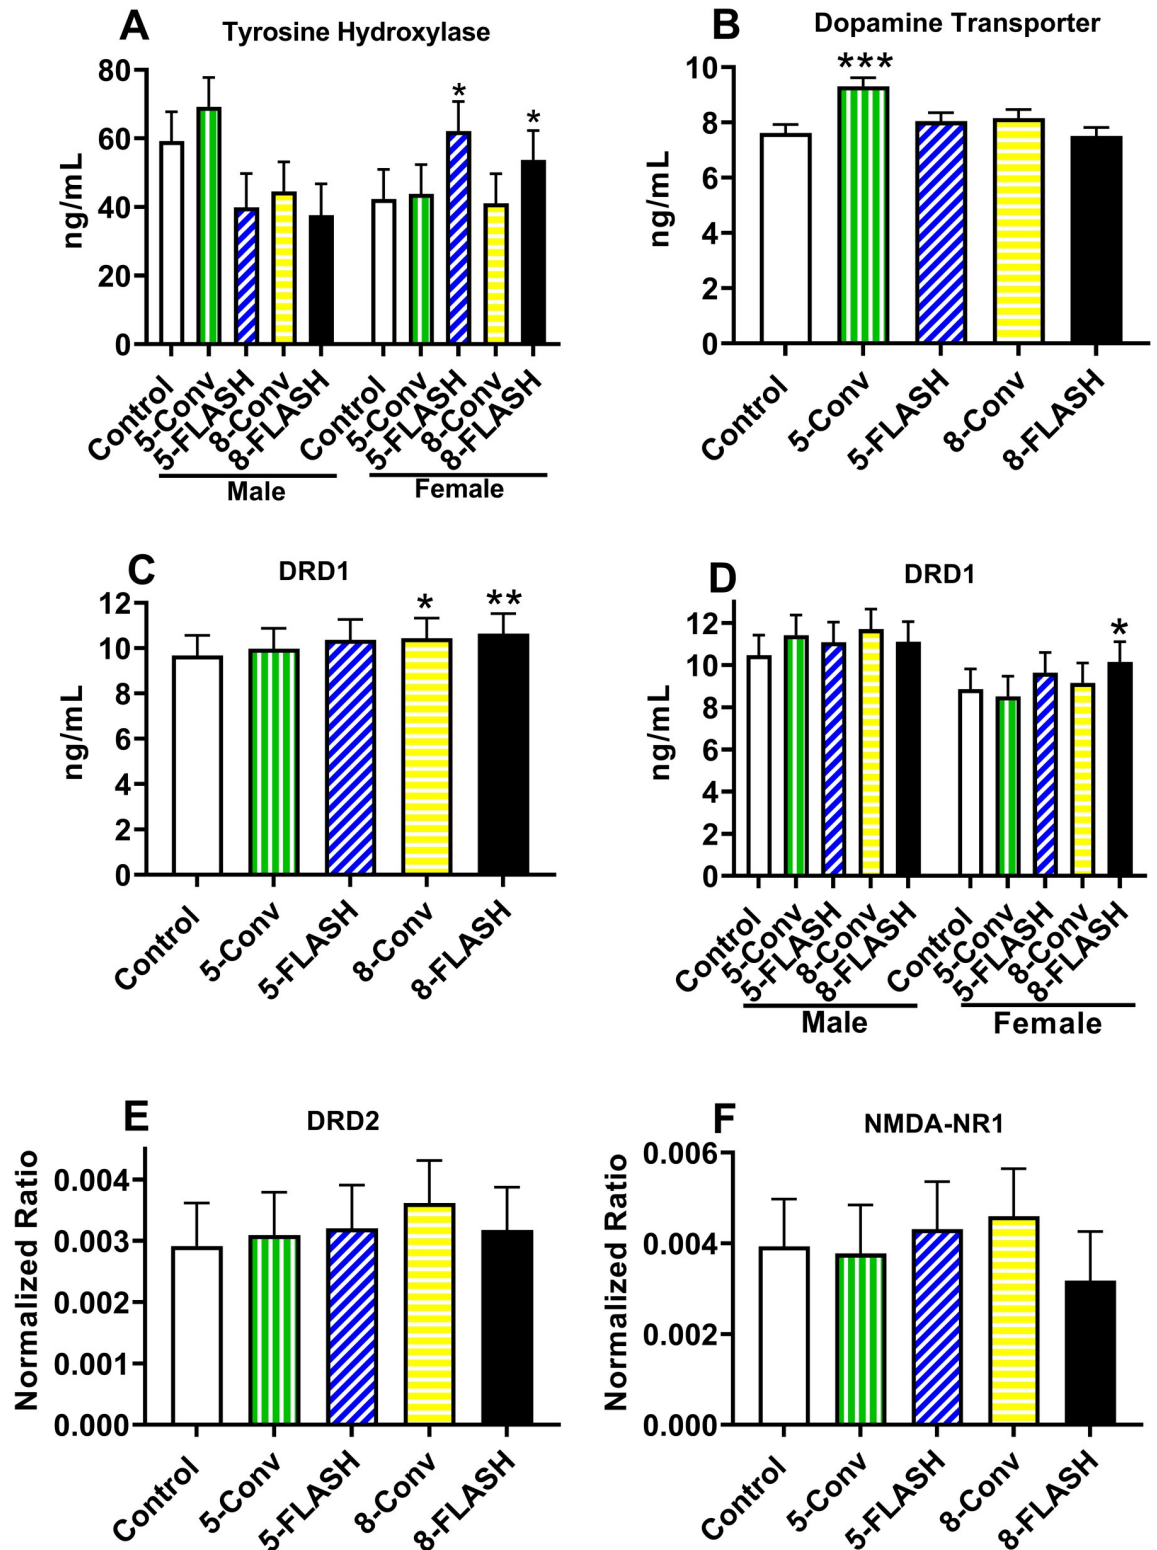 A
Tyrosine Hydroxylase
ng/mL
80
60
40
20
0
* *
Control 5-Conv 5-FLASH 8-Conv 8-FLASH Control 5-Conv 5-FLASH 8-Conv 8-FLASH
Male Female
B
Dopamine Transporter
ng/mL
10
8
6
4
2
0
***
Control 5-Conv 5-FLASH 8-Conv 8-FLASH
C
DRD1
ng/mL
12
10
8
6
4
2
0
* **
Control 5-Conv 5-FLASH 8-Conv 8-FLASH
D
DRD1
ng/mL
12
10
8
6
4
2
0
*
Control 5-Conv 5-FLASH 8-Conv 8-FLASH Control 5-Conv 5-FLASH 8-Conv 8-FLASH
Male Female
E
DRD2
Normalized Ratio
0.004
0.003
0.002
0.001
0.000
Control 5-Conv 5-FLASH 8-Conv 8-FLASH
F
NMDA-NR1
Normalized Ratio
0.006
0.004
0.002
0.000
Control 5-Conv 5-FLASH 8-Conv 8-FLASH